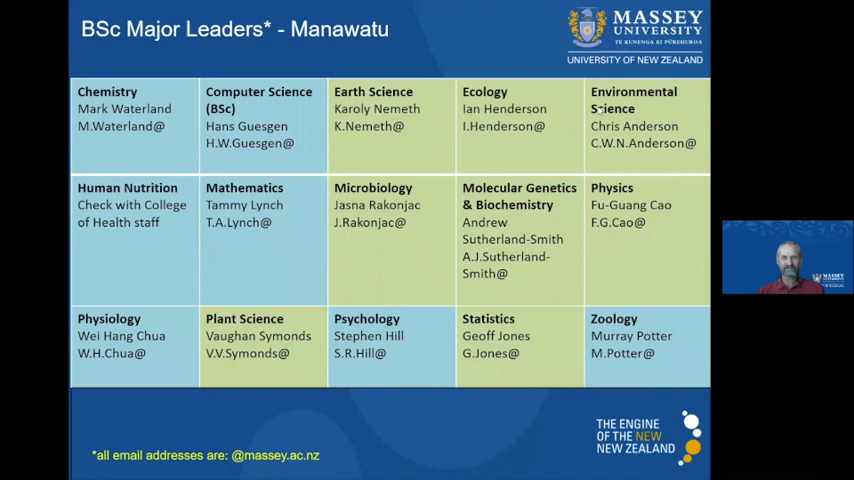 BSc Major Leaders* - Manawatu
MASSEY
UNIVERSITY
TE KUNENGA KI PŪREHUROA
UNIVERSITY OF NEW ZEALAND
Chemistry
Mark Waterland
M.Waterland@
Computer Science
(BSc)
Hans Guesgen
H.W.Guesgen@
Earth Science
Karoly Nemeth
K.Nemeth@
Ecology
Ian Henderson
I.Henderson@
Environmental
Science
Chris Anderson
C.W.N.Anderson@
Human Nutrition
Check with College
of Health staff
Mathematics
Tammy Lynch
T.A.Lynch@
Microbiology
Jasna Rakonjac
J.Rakonjac@
Molecular Genetics
& Biochemistry
Andrew
Sutherland-Smith
A.J.Sutherland-
Smith@
Physics
Fu-Guang Cao
F.G.Cao@
Physiology
Wei Hang Chua
W.H.Chua@
Plant Science
Vaughan Symonds
V.V.Symonds@
Psychology
Stephen Hill
S.R.Hill@
Statistics
Geoff Jones
G.Jones@
Zoology
Murray Potter
M.Potter@
THE ENGINE
OF THE NEW
NEW ZEALAND
*all email addresses are: @massey.ac.nz